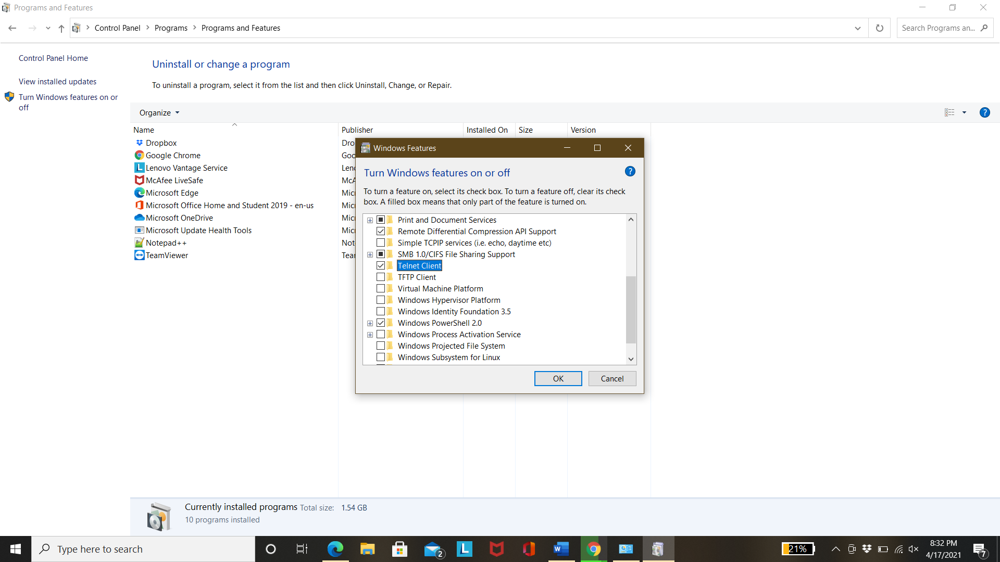 Programs and Features
Control Panel > Programs > Programs and Features
Search Programs an...
Control Panel Home
View installed updates
Turn Windows features on or
off
Uninstall or change a program
To uninstall a program, select it from the list and then click Uninstall, Change, or Repair.
Organize
Name Publisher Installed On Size Version
Dropbox Dro
Google Chrome Goo
Lenovo Vantage Service Leno
McAfee LiveSafe McA
Microsoft Edge Micr
Microsoft Office Home and Student 2019 - en-us Micr
Microsoft OneDrive Micr
Microsoft Update Health Tools Micr
Notepad++ Not
TeamViewer Tear
Windows Features
Turn Windows features on or off
To turn a feature on, select its check box. To turn a feature off, clear its check
box. A filled box means that only part of the feature is turned on.
Print and Document Services
Remote Differential Compression API Support
Simple TCPIP services (i.e. echo, daytime etc)
SMB 1.0/CIFS File Sharing Support
Telnet Client
TFTP Client
Virtual Machine Platform
Windows Hypervisor Platform
Windows Identity Foundation 3.5
Windows PowerShell 2.0
Windows Process Activation Service
Windows Projected File System
Windows Subsystem for Linux
OK Cancel
Currently installed programs Total size: 1.54 GB
10 programs installed
Type here to search
2
21%
8:32 PM
4/17/2021
7